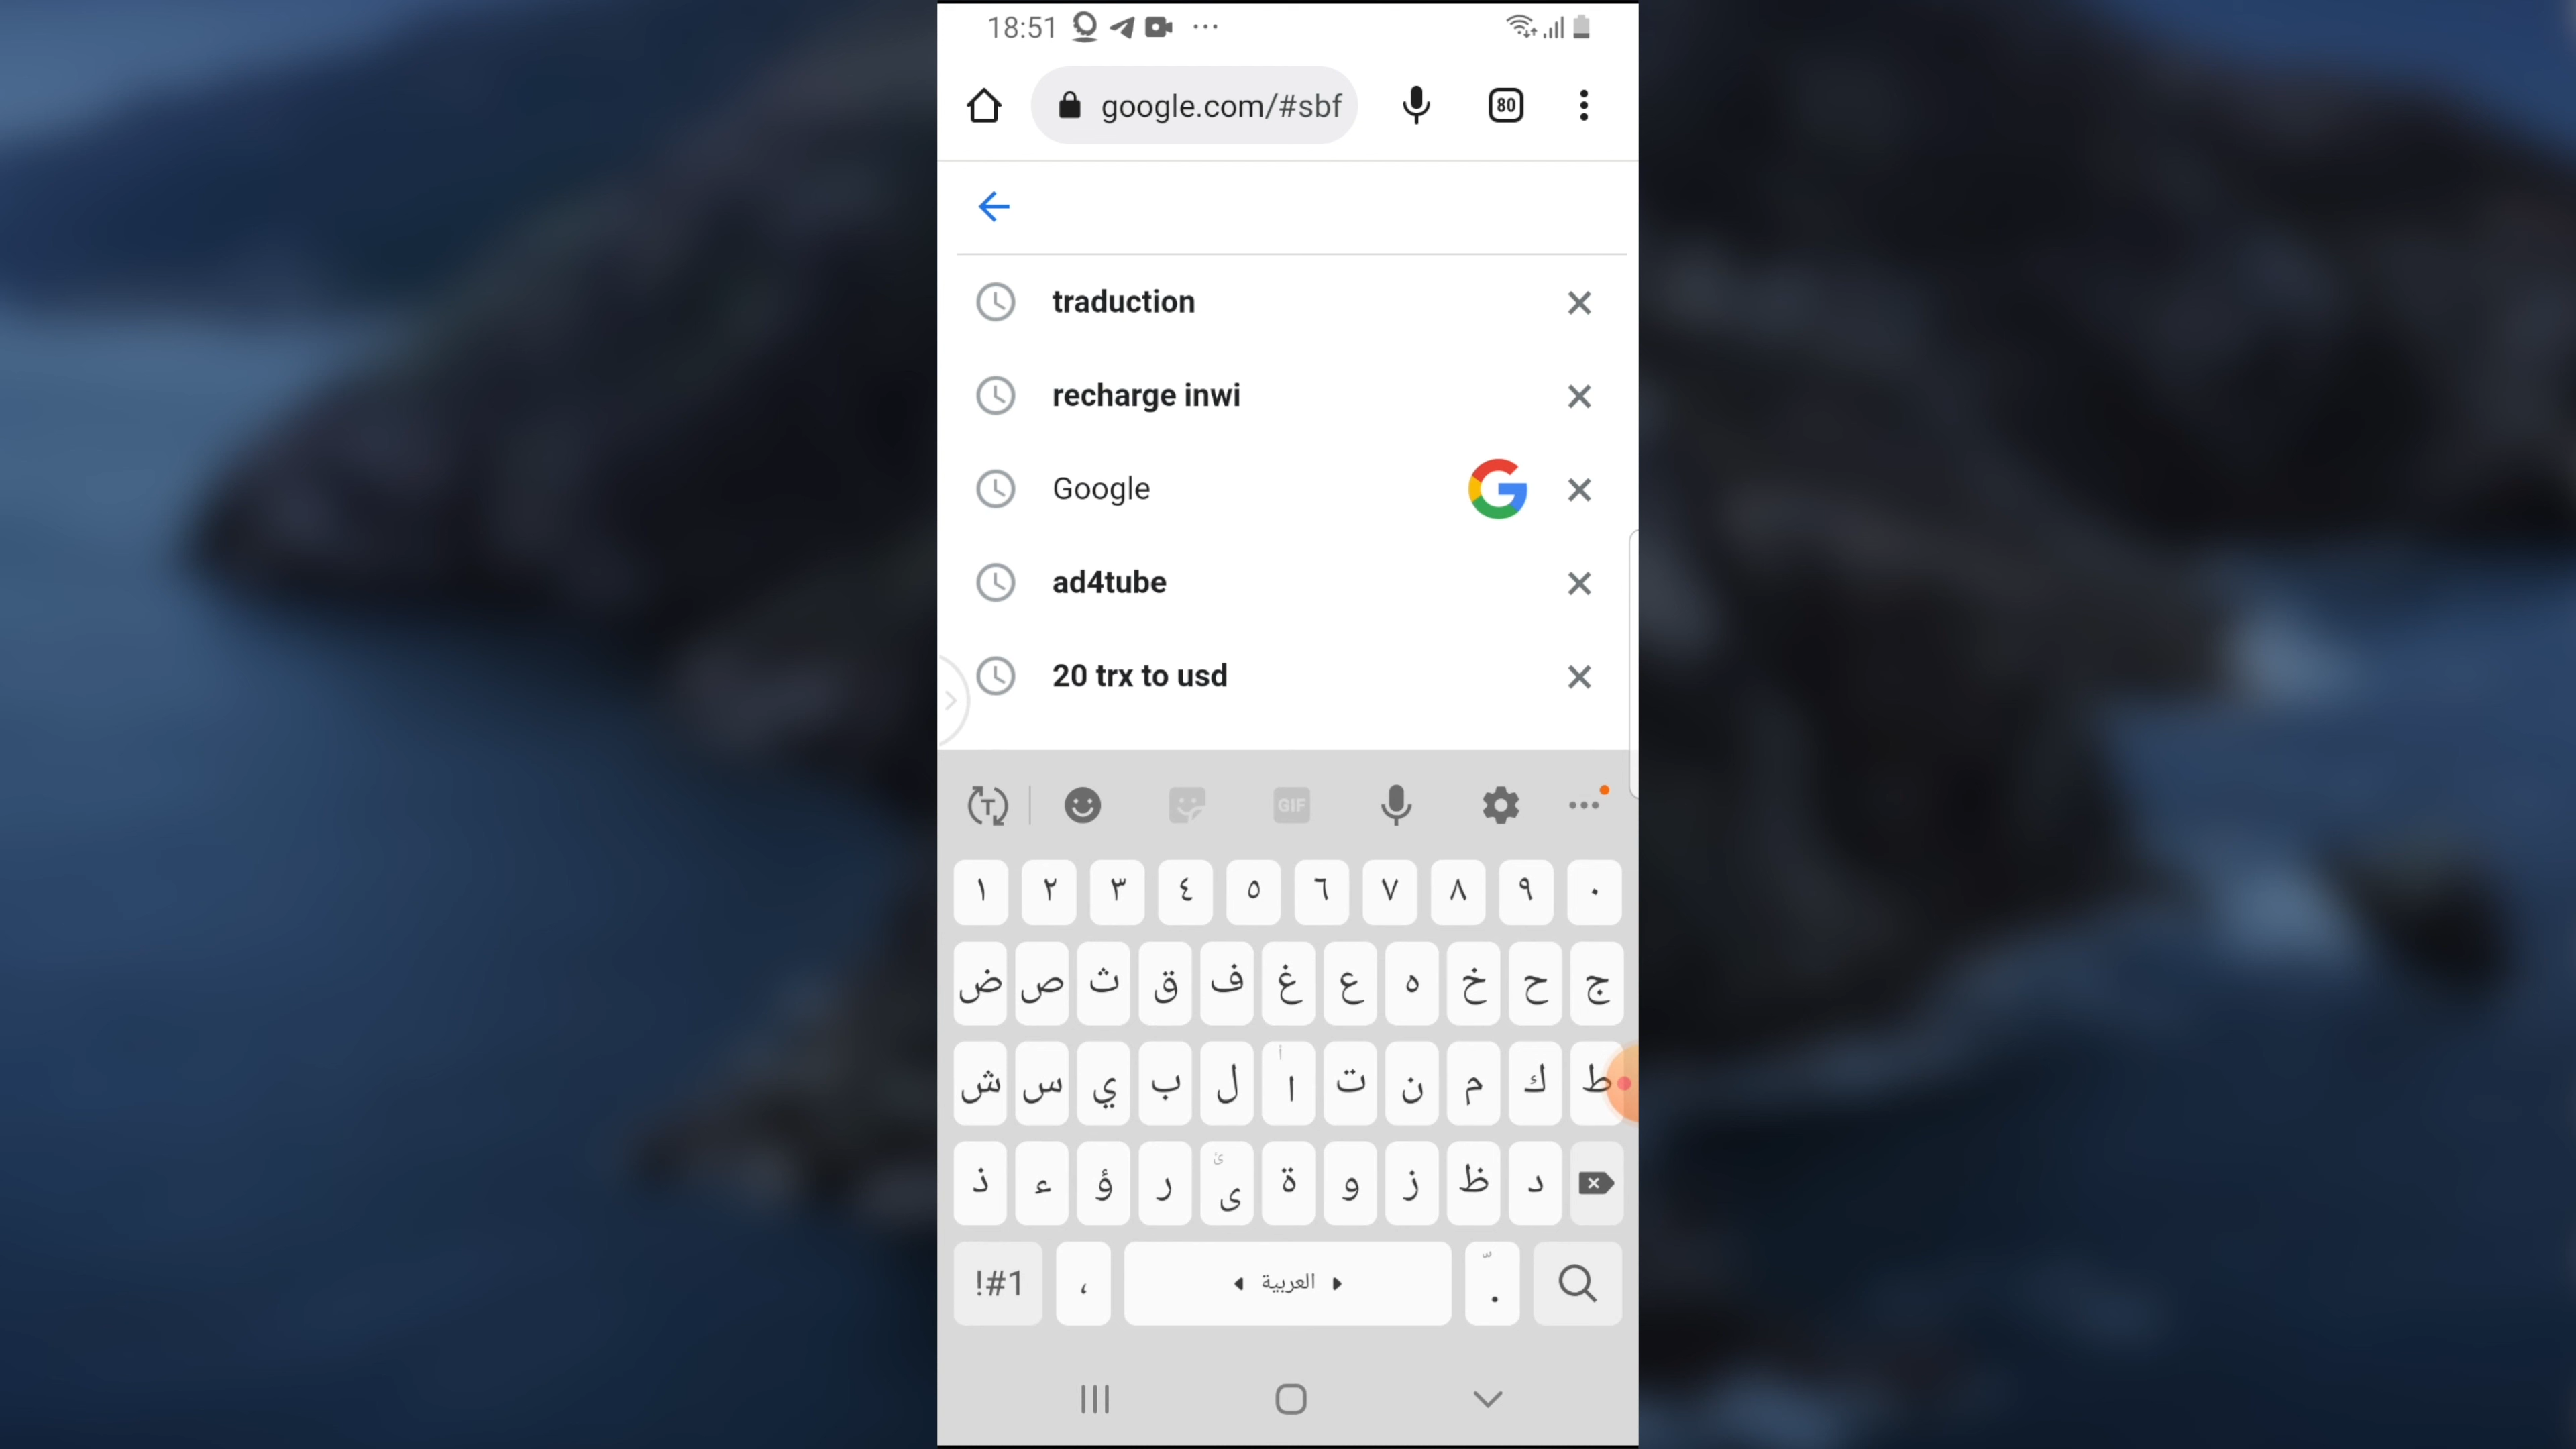 18:51
google.com/#sbf
80
traduction
recharge inwi
Google
ad4tube
20 trx to usd
GIF
١ ٢ ٣ ٤ ٥ ٦ ٧ ٨ ٩ ٠
ض ص ث ق ف غ ع ه خ ح ج
ش س ي ب ل ا ت ن م ك ط
ذ ء ؤ ر ى ة و ز ظ د
!#1 ، العربية .